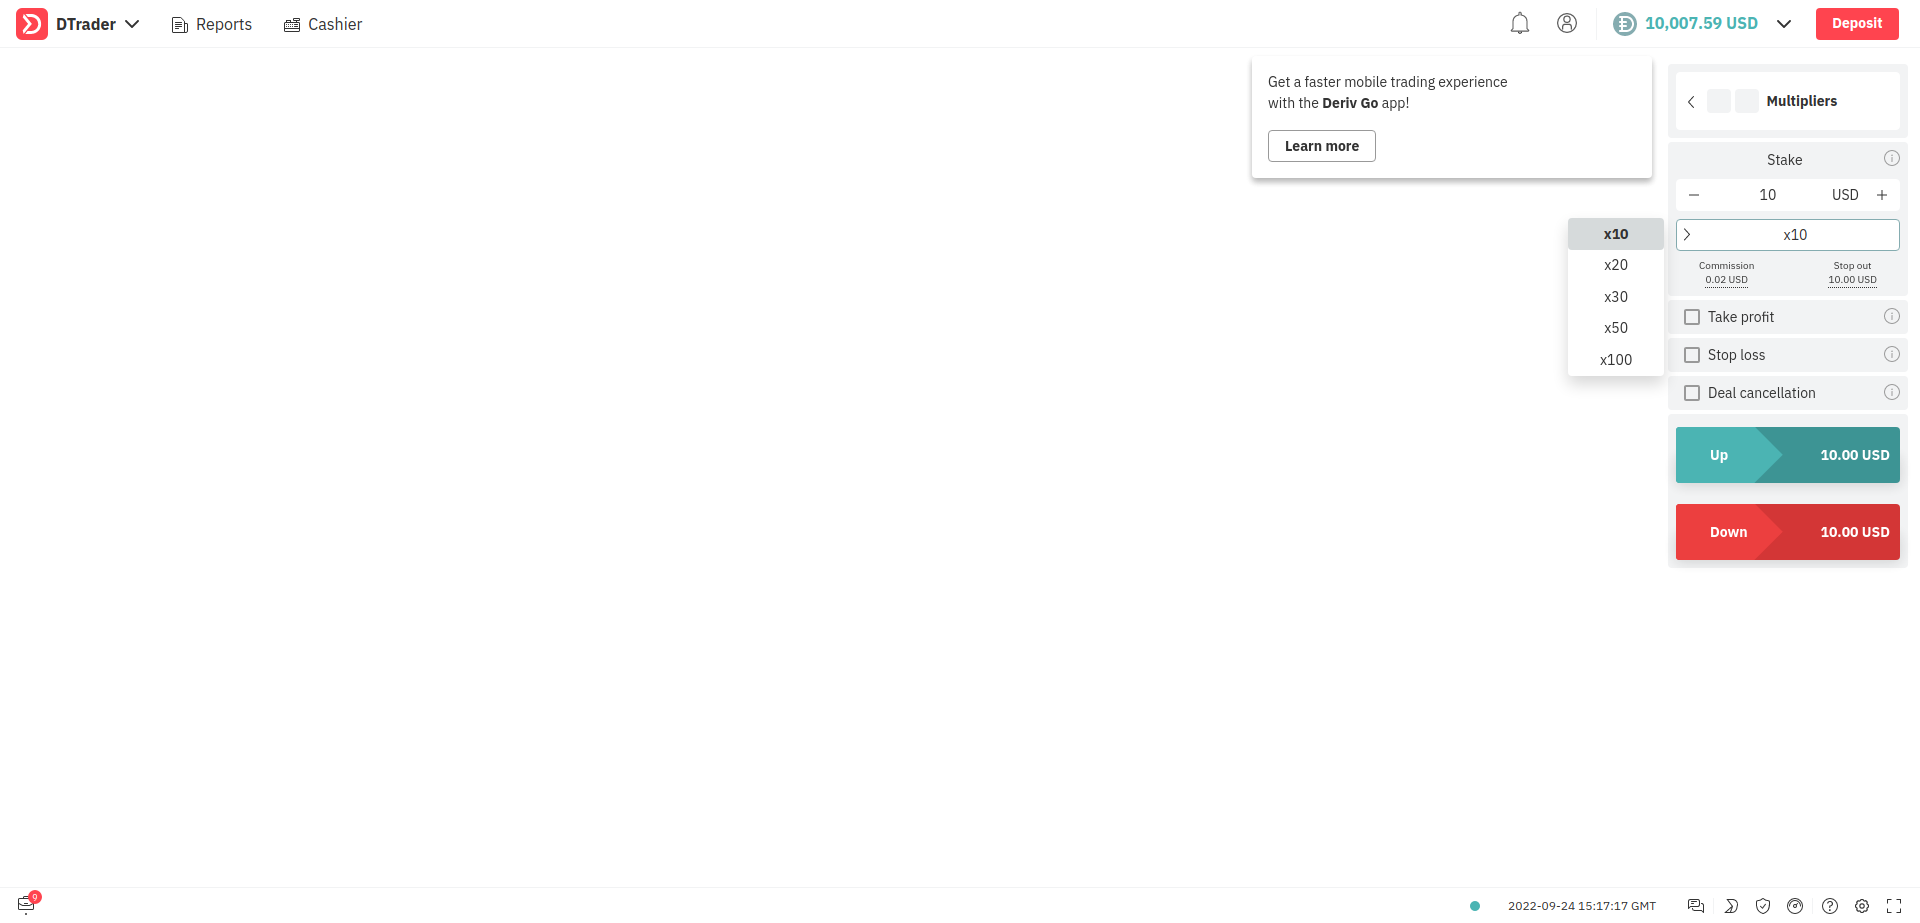 DTrader
Reports
Cashier
10,007.59 USD
Deposit
Get a faster mobile trading experience
with the Deriv Go app!
Learn more
Multipliers
Stake
10
USD
x10
x10
x20
x30
x50
x100
Commission
0.02 USD
Stop out
10.00 USD
Take profit
Stop loss
Deal cancellation
Up
10.00 USD
Down
10.00 USD
9
2022-09-24 15:17:17 GMT